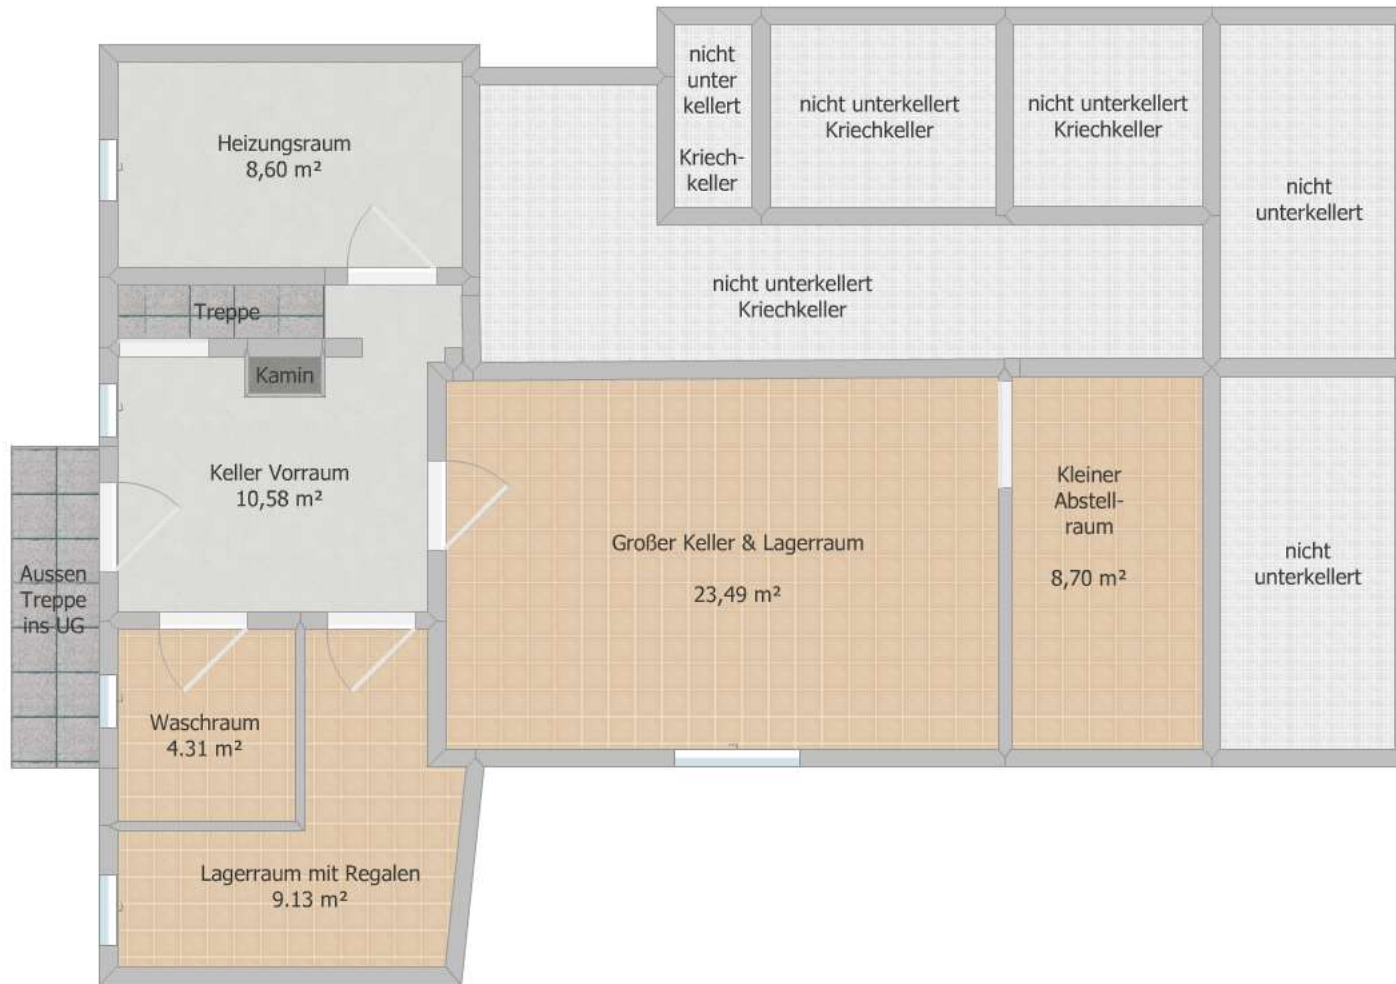 nicht
unter
kellert
Kriech-
keller
nicht unterkellert
Kriechkeller
nicht unterkellert
Kriechkeller
Heizungsraum
8,60 m²
nicht
unterkellert
nicht unterkellert
Kriechkeller
Treppe
Kamin
Keller Vorraum
10,58 m²
Kleiner
Abstell-
raum
8,70 m²
Großer Keller & Lagerraum
23,49 m²
nicht
unterkellert
Aussen
Treppe
ins UG
Waschraum
4.31 m²
Lagerraum mit Regalen
9.13 m²